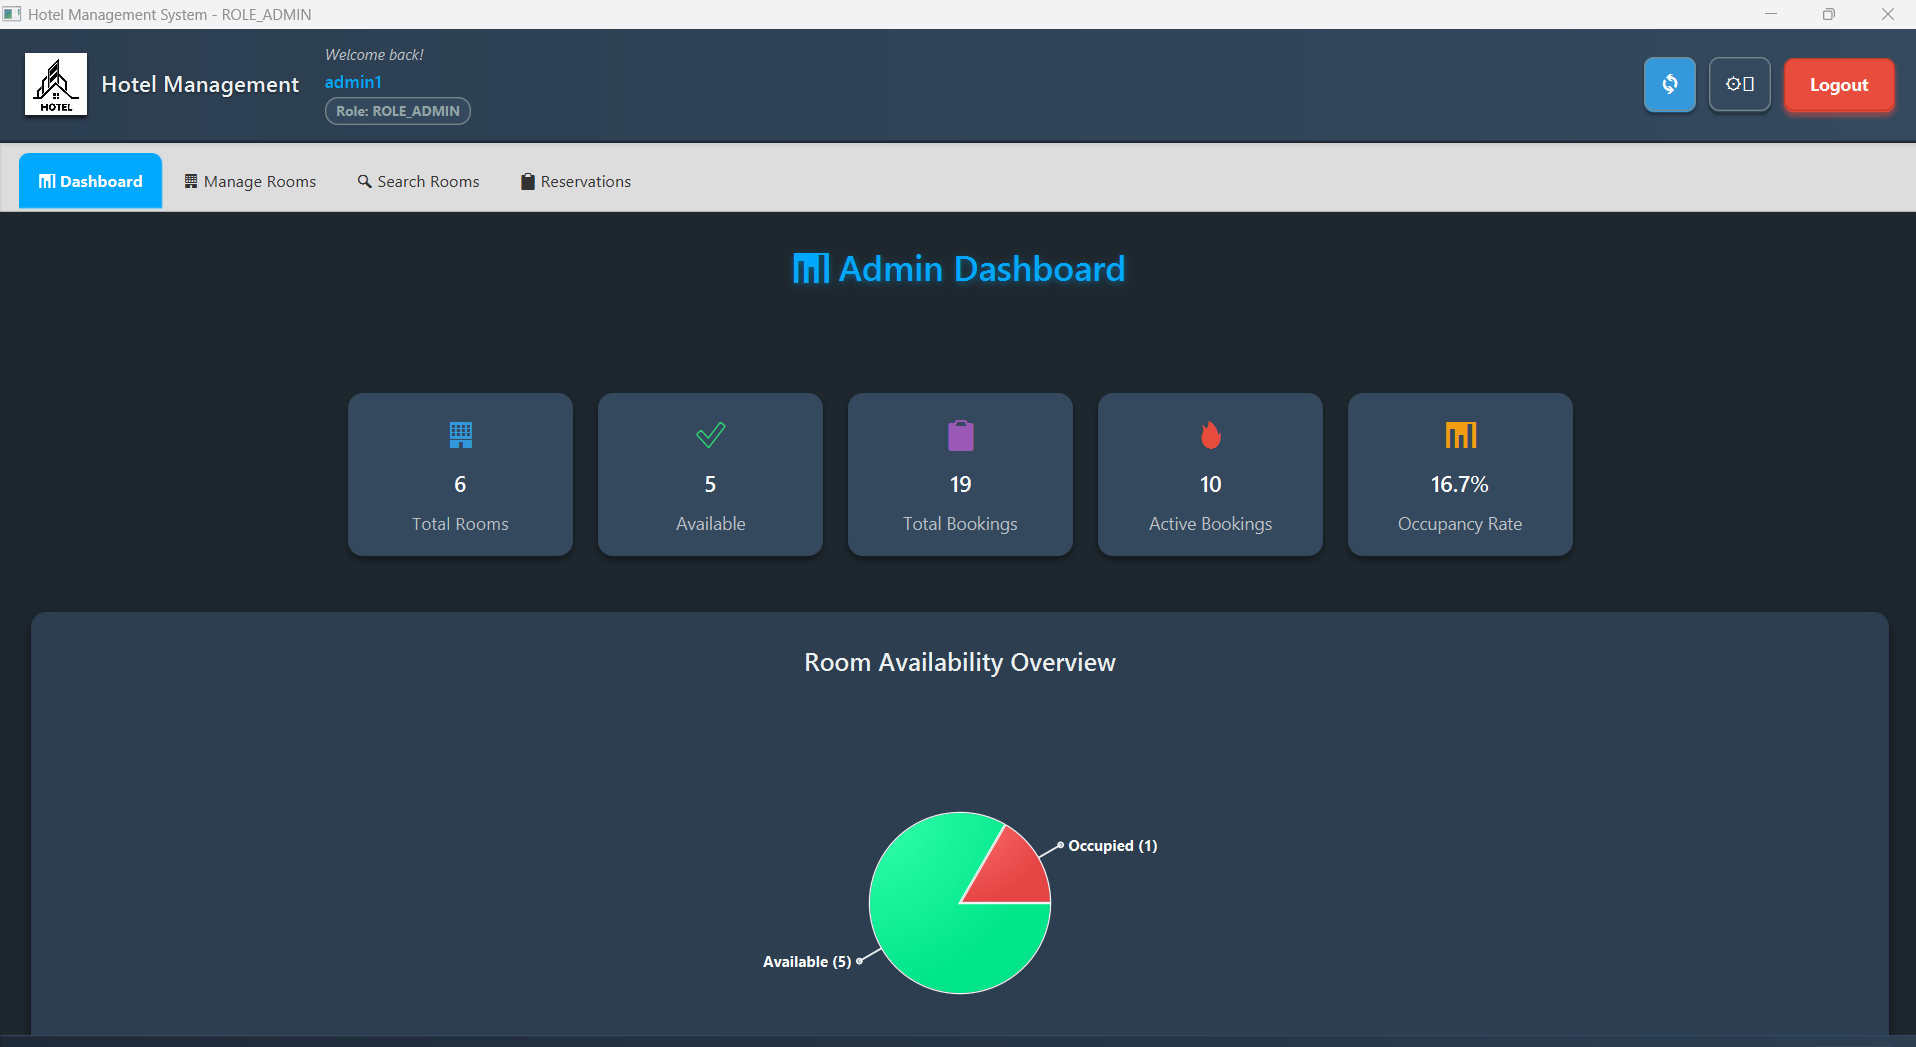 Hotel Management System - ROLE_ADMIN
HOTEL
Hotel Management
Welcome back!
admin1
Role: ROLE_ADMIN
Logout
Dashboard
Manage Rooms
Search Rooms
Reservations
Admin Dashboard
6
Total Rooms
5
Available
19
Total Bookings
10
Active Bookings
16.7%
Occupancy Rate
Room Availability Overview
Occupied (1)
Available (5)